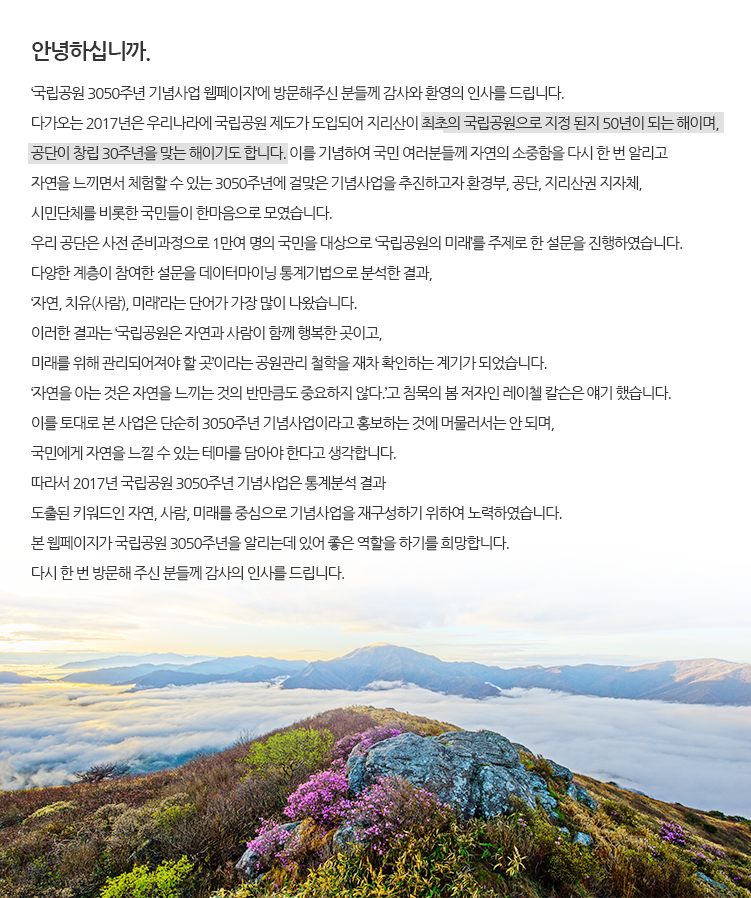 안녕하십니까.
'국립공원 3050주년 기념사업 웹페이지'에 방문해주신 분들께 감사와 환영의 인사를 드립니다.
다가오는 2017년은 우리나라에 국립공원 제도가 도입되어 지리산이 최초의 국립공원으로 지정 된지 50년이 되는 해이며,
공단이 창립 30주년을 맞는 해이기도 합니다. 이를 기념하여 국민 여러분들께 자연의 소중함을 다시 한 번 알리고
자연을 느끼면서 체험할 수 있는 3050주년에 걸맞은 기념사업을 추진하고자 환경부, 공단, 지리산권 지자체,
시민단체를 비롯한 국민들이 한마음으로 모였습니다.
우리 공단은 사전 준비과정으로 1만여 명의 국민을 대상으로 '국립공원의 미래'를 주제로 한 설문을 진행하였습니다.
다양한 계층이 참여한 설문을 데이터마이닝 통계기법으로 분석한 결과,
'자연, 치유(사람), 미래'라는 단어가 가장 많이 나왔습니다.
이러한 결과는 '국립공원은 자연과 사람이 함께 행복한 곳이고,
미래를 위해 관리되어져야 할 곳'이라는 공원관리 철학을 재차 확인하는 계기가 되었습니다.
'자연을 아는 것은 자연을 느끼는 것의 반만큼도 중요하지 않다.'고 침묵의 봄 저자인 레이첼 칼슨은 얘기 했습니다.
이를 토대로 본 사업은 단순히 3050주년 기념사업이라고 홍보하는 것에 머물러서는 안 되며,
국민에게 자연을 느낄 수 있는 테마를 담아야 한다고 생각합니다.
따라서 2017년 국립공원 3050주년 기념사업은 통계분석 결과
도출된 키워드인 자연, 사람, 미래를 중심으로 기념사업을 재구성하기 위하여 노력하였습니다.
본 웹페이지가 국립공원 3050주년을 알리는데 있어 좋은 역할을 하기를 희망합니다.
다시 한 번 방문해 주신 분들께 감사의 인사를 드립니다.